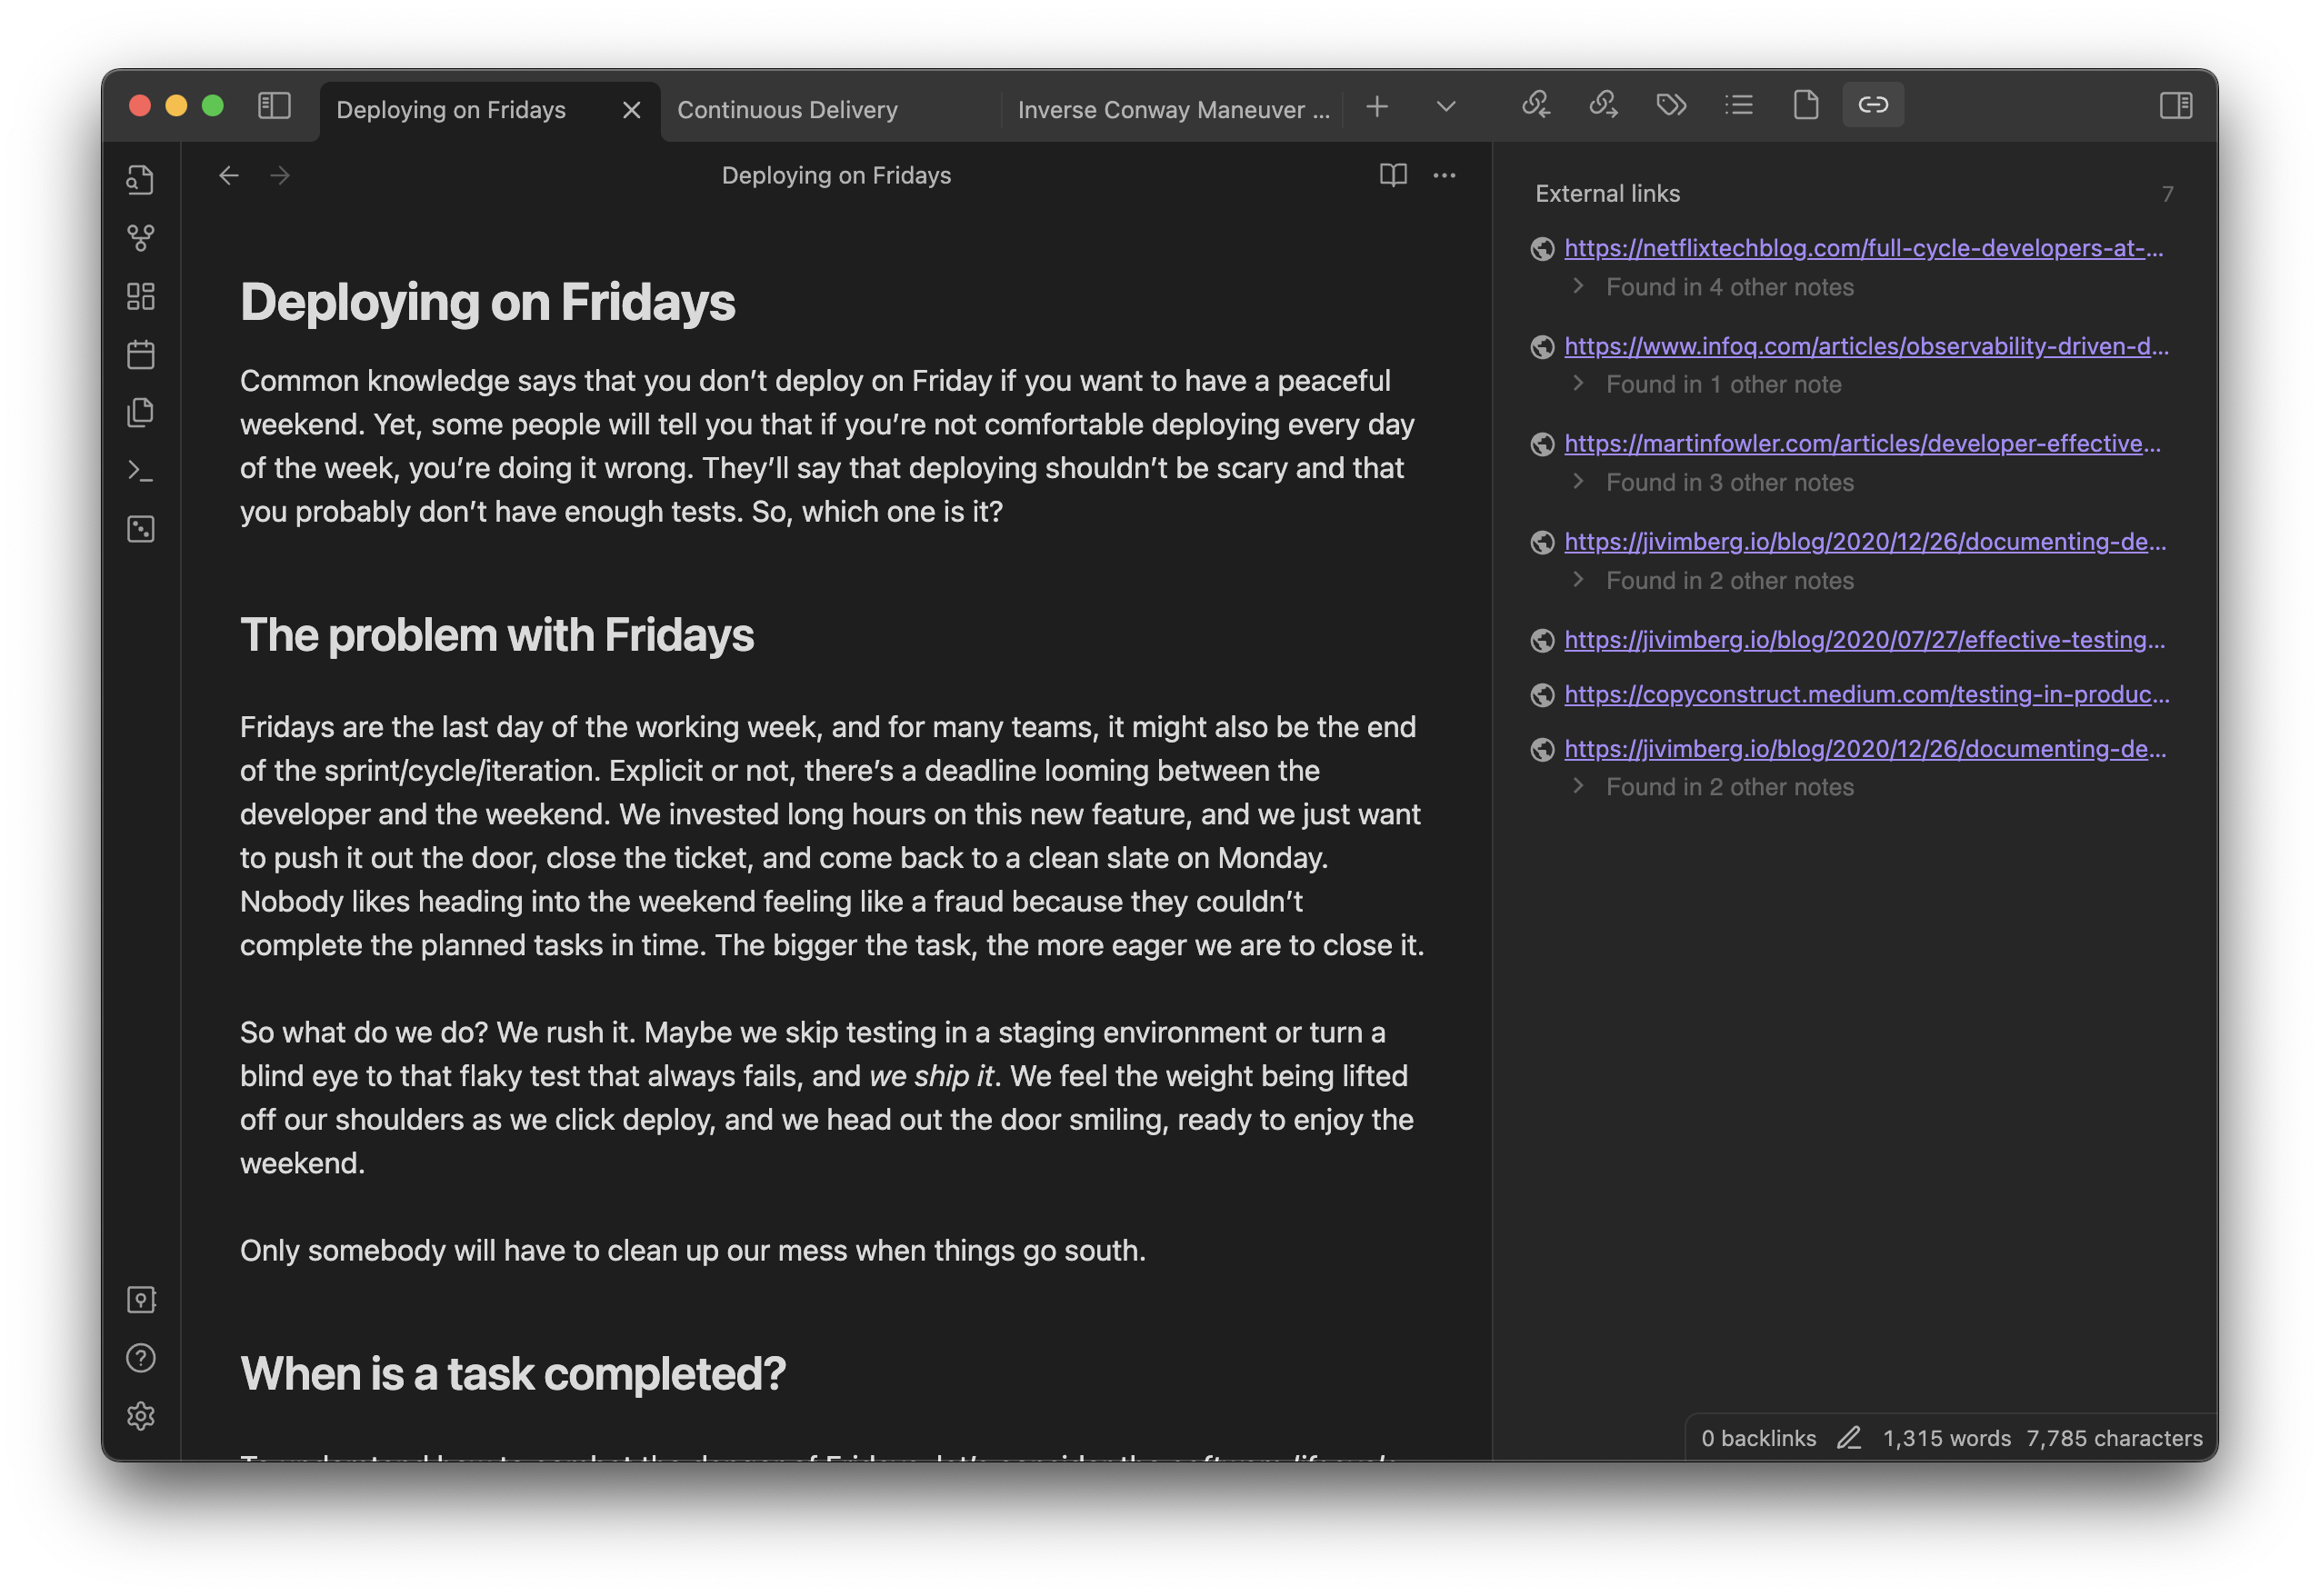 Deploying on Fridays
Continuous Delivery
Inverse Conway Maneuver ...
Deploying on Fridays
Deploying on Fridays
Common knowledge says that you don’t deploy on Friday if you want to have a peaceful
weekend. Yet, some people will tell you that if you’re not comfortable deploying every day
of the week, you’re doing it wrong. They’ll say that deploying shouldn’t be scary and that
you probably don’t have enough tests. So, which one is it?
The problem with Fridays
Fridays are the last day of the working week, and for many teams, it might also be the end
of the sprint/cycle/iteration. Explicit or not, there’s a deadline looming between the
developer and the weekend. We invested long hours on this new feature, and we just want
to push it out the door, close the ticket, and come back to a clean slate on Monday.
Nobody likes heading into the weekend feeling like a fraud because they couldn’t
complete the planned tasks in time. The bigger the task, the more eager we are to close it.
So what do we do? We rush it. Maybe we skip testing in a staging environment or turn a
blind eye to that flaky test that always fails, and we ship it. We feel the weight being lifted
off our shoulders as we click deploy, and we head out the door smiling, ready to enjoy the
weekend.
Only somebody will have to clean up our mess when things go south.
When is a task completed?
External links
7
https://netflixtechblog.com/full-cycle-developers-at-...
Found in 4 other notes
https://www.infoq.com/articles/observability-driven-d...
Found in 1 other note
https://martinfowler.com/articles/developer-effective...
Found in 3 other notes
https://jivimberg.io/blog/2020/12/26/documenting-de...
Found in 2 other notes
https://jivimberg.io/blog/2020/07/27/effective-testing...
https://copyconstruct.medium.com/testing-in-produc...
https://jivimberg.io/blog/2020/12/26/documenting-de...
Found in 2 other notes
0 backlinks 1,315 words 7,785 characters